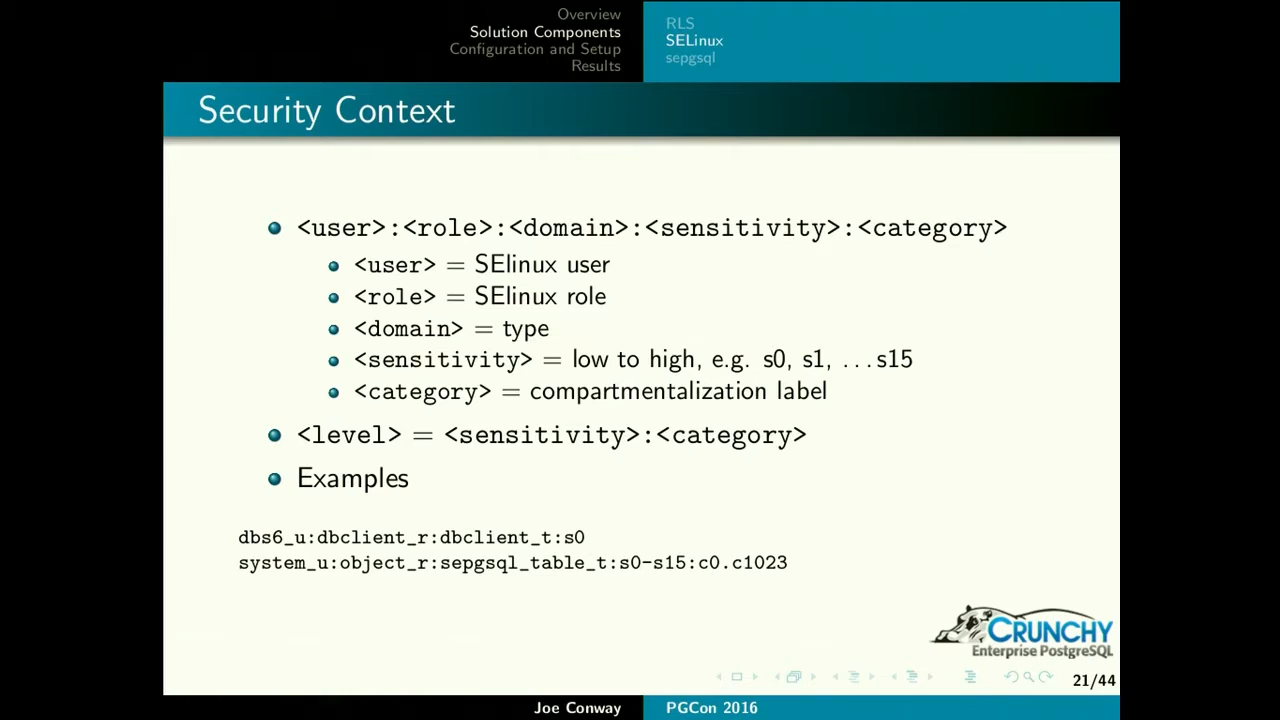 Overview
Solution Components
Configuration and Setup
Results
RLS
SELinux
sepgsql
Security Context
<user>:<role>:<domain>:<sensitivity>:<category>
<user> = SElinux user
<role> = SElinux role
<domain> = type
<sensitivity> = low to high, e.g. s0, s1, ...s15
<category> = compartmentalization label
<level> = <sensitivity>:<category>
Examples
dbs6_u:dbclient_r:dbclient_t:s0
system_u:object_r:sepgsql_table_t:s0-s15:c0.c1023
CRUNCHY
Enterprise PostgreSQL
21/44
Joe Conway
PGCon 2016